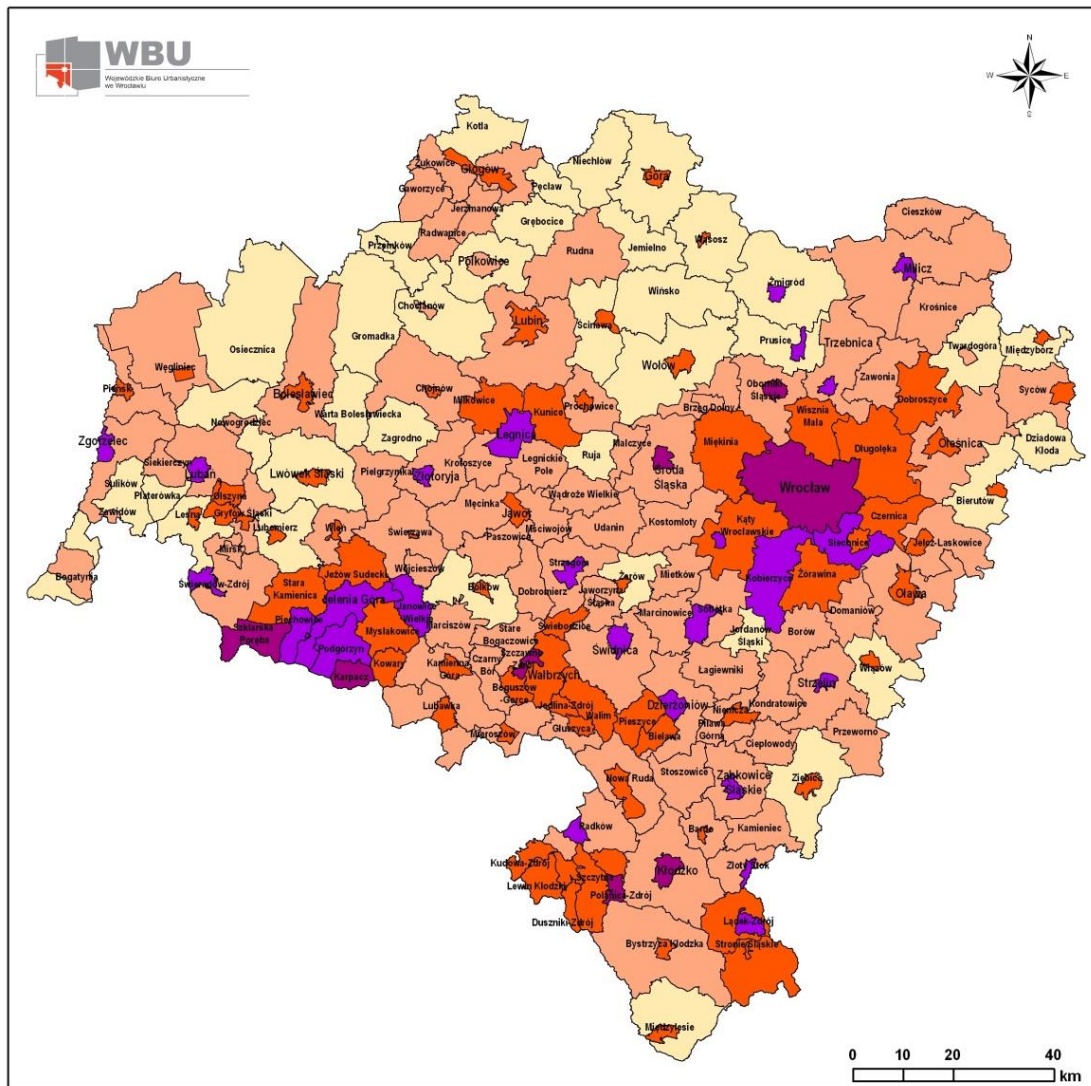 WBU
Wojewódzkie Biuro Urbanistyczne
we Wrocławiu
N
W
E
S
Kotla
Żukowice
Głogów
Niechlów
Góra
Pęcław
Gaworzyce
Jerzmanowa
Grębocice
Radwanice
Cieszków
Przemków
Polkowice
Rudna
Jemielno
Wąsosz
Milicz
Żmigród
Krośnice
Chocianów
Wińsko
Osiecznica
Gromadka
Lubin
Ścinawa
Prusice
Trzebnica
Twardogóra
Międzybórz
Węgliniec
Wołów
Pieńsk
Bolesławiec
Chojnów
Oborniki
Śląskie
Zawonia
Syców
Dobroszyce
Miłkowice
Kunice
Prochowice
Brzeg Dolny
Wisznia
Mała
Nowogrodziec
Warta Bolesławiecka
Długołęka
Oleśnica
Dziadowa
Kłoda
Zgorzelec
Zagrodno
Legnica
Miękinia
Malczyce
Siekierczyn
Lubań
Lwówek Śląski
Pielgrzymka
Złotoryja
Krotoszyce
Legnickie
Pole
Ruja
Środa
Śląska
Wrocław
Sulików
Platerówka
Olszyna
Bierutów
Zawidów
Leśna
Gryfów Śląski
Lubomierz
Wleń
Męcinka
Jawor
Wądroże Wielkie
Kostomłoty
Kąty
Wrocławskie
Czernica
Mirsk
Świerzawa
Paszowice
Mściwojów
Udanin
Siechnice
Jelcz-Laskowice
Bogatynia
Świeradów-Zdrój
Jeżów Sudecki
Wojcieszów
Bolków
Strzegom
Żarów
Mietków
Kobierzyce
Żórawina
Oława
Stara
Kamienica
Jelenia Góra
Janowice
Wielkie
Dobromierz
Jaworzyna
Śląska
Marcinowice
Sobótka
Domaniów
Piechowice
Marciszów
Świebodzice
Jordanów
Śląski
Borów
Szklarska
Poręba
Mysłakowice
Stare
Bogaczowice
Świdnica
Podgórzyn
Szczawno
Zdrój
Wiązów
Karpacz
Kowary
Kamienna
Góra
Czarny
Bór
Wałbrzych
Łagiewniki
Strzelin
Boguszów
Gorce
Lubawka
Jedlina-Zdrój
Walim
Dzierżoniów
Niemcza
Kondratowice
Głuszyca
Pieszyce
Mieroszów
Bielawa
Piława
Górna
Przeworno
Ciepłowody
Nowa Ruda
Stoszowice
Ząbkowice
Śląskie
Ziębice
Radków
Bardo
Kamieniec
Kudowa-Zdrój
Szczytna
Kłodzko
Złoty Stok
Lewin Kłodzki
Polanica-Zdrój
Duszniki-Zdrój
Lądek-Zdrój
Bystrzyca Kłodzka
Stronie Śląskie
Międzylesie
0 10 20 40
km